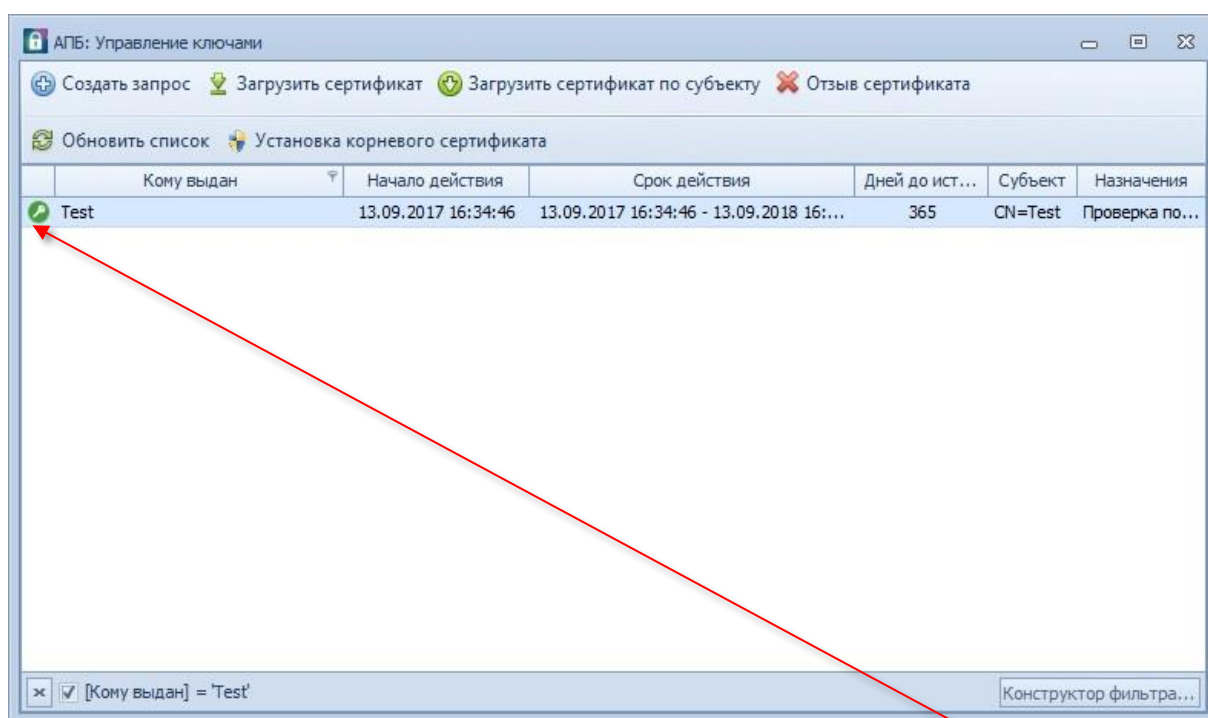 АПБ: Управление ключами
Создать запрос Загрузить сертификат Загрузить сертификат по субъекту Отзыв сертификата
Обновить список Установка корневого сертификата
Кому выдан Начало действия Срок действия Дней до ист... Субъект Назначения
Test 13.09.2017 16:34:46 13.09.2017 16:34:46 - 13.09.2018 16:... 365 CN=Test Проверка по...
[Кому выдан] = 'Test' Конструктор фильтра...